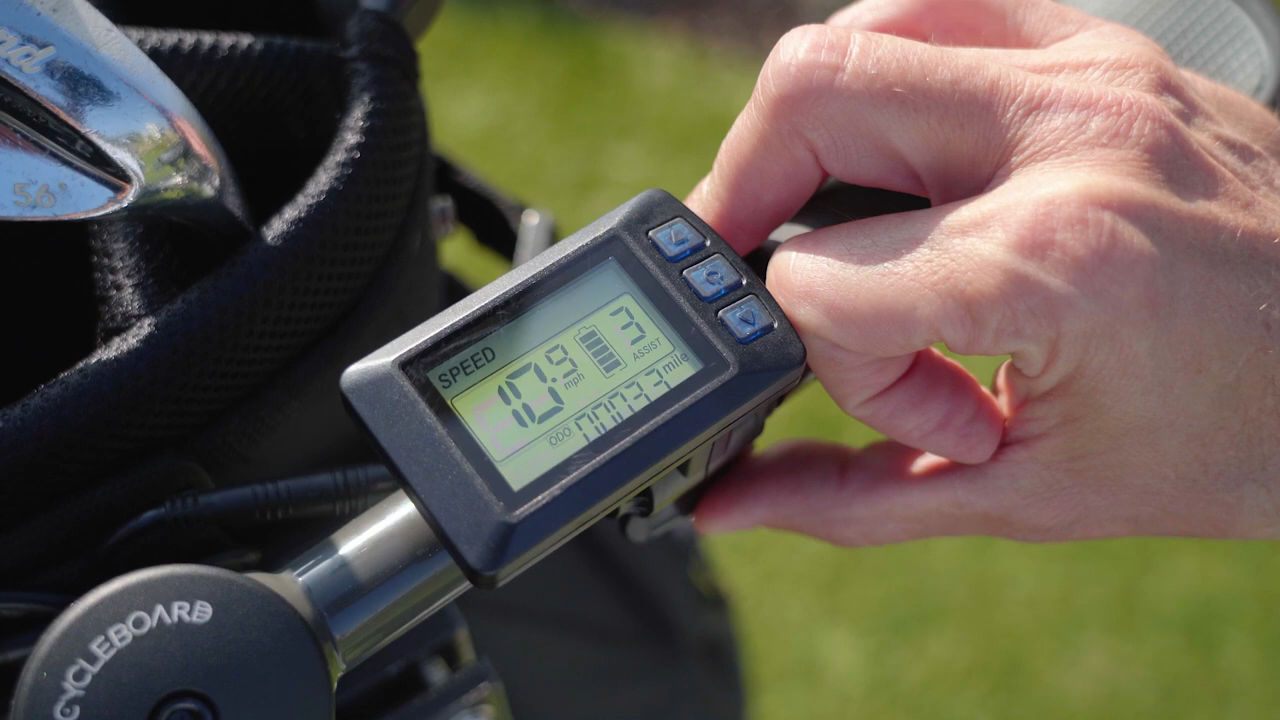 56°
SPEED
10.9 mph
3
ASSIST
ODO 00033 mile
CYCLEBOARD